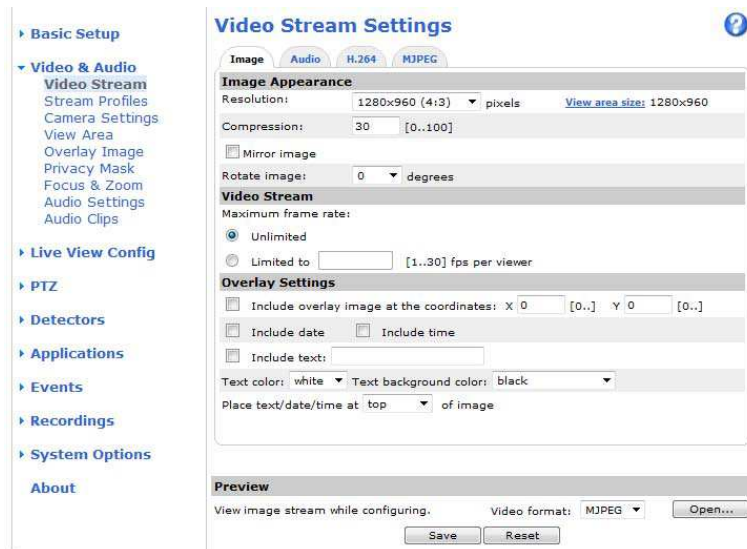 Basic Setup
Video & Audio
Video Stream
Stream Profiles
Camera Settings
View Area
Overlay Image
Privacy Mask
Focus & Zoom
Audio Settings
Audio Clips
Live View Config
PTZ
Detectors
Applications
Events
Recordings
System Options
About
Video Stream Settings
?
Image Audio H.264 MJPEG
Image Appearance
Resolution: 1280x960 (4:3) pixels View area size: 1280x960
Compression: 30 [0..100]
Mirror image
Rotate image: 0 degrees
Video Stream
Maximum frame rate:
Unlimited
Limited to [1..30] fps per viewer
Overlay Settings
Include overlay image at the coordinates: X 0 [0..] Y 0 [0..]
Include date Include time
Include text:
Text color: white Text background color: black
Place text/date/time at top of image
Preview
View image stream while configuring. Video format: MJPEG Open...
Save Reset